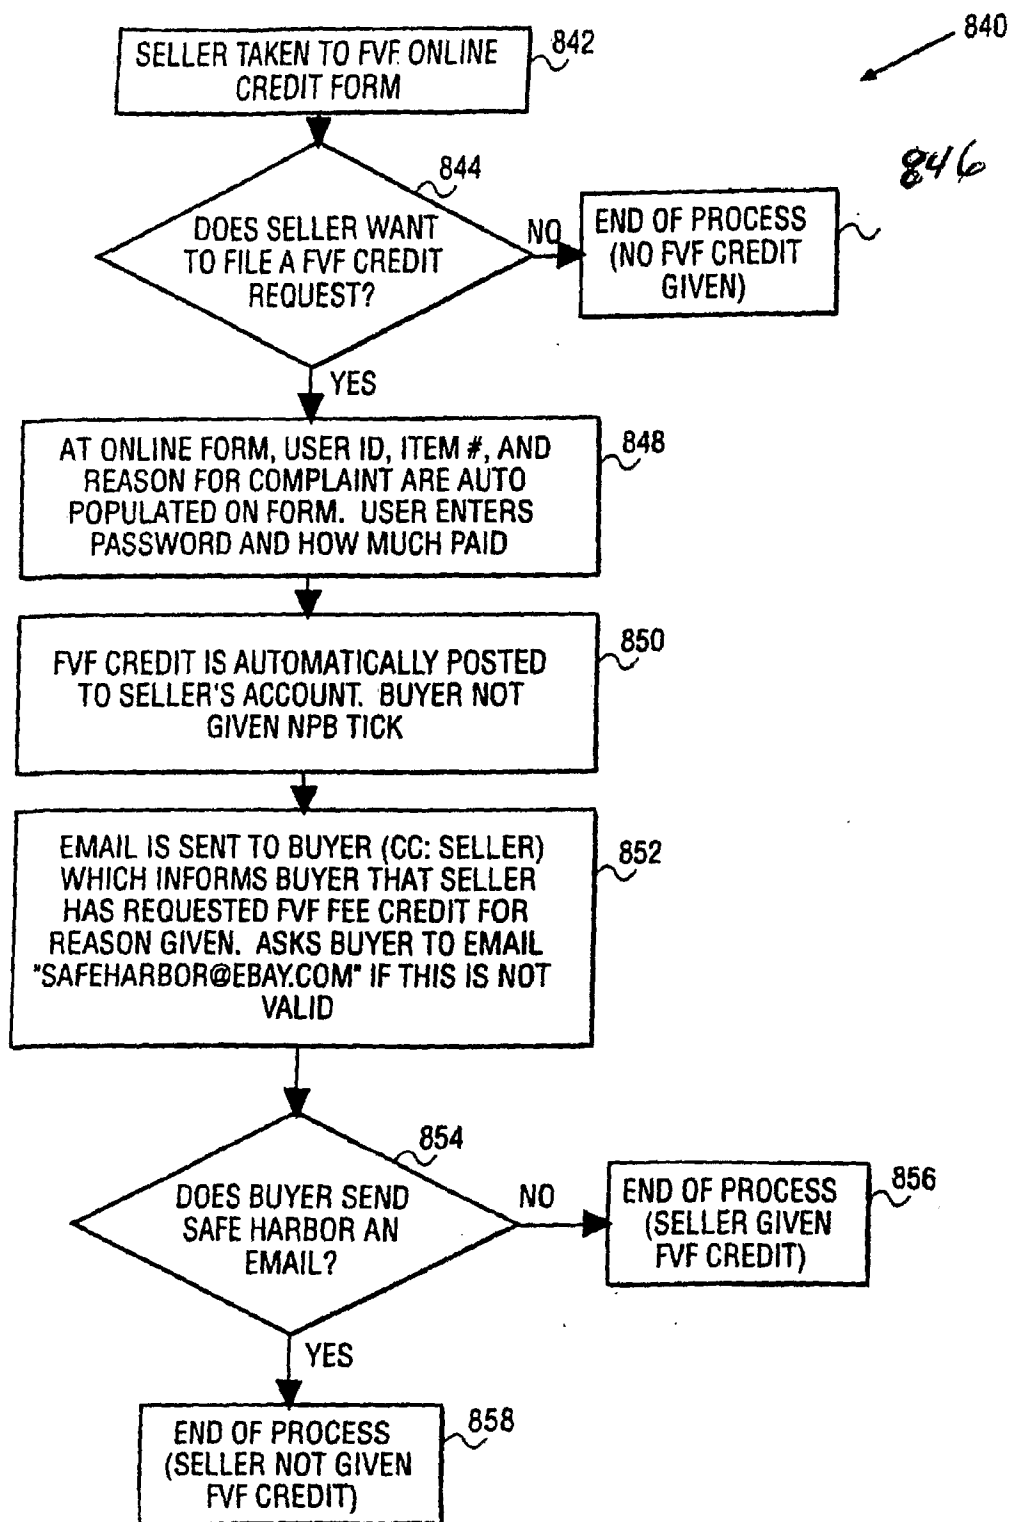 840
SELLER TAKEN TO FVF ONLINE
CREDIT FORM
842
844
DOES SELLER WANT
TO FILE A FVF CREDIT
REQUEST?
NO
846
END OF PROCESS
(NO FVF CREDIT
GIVEN)
YES
AT ONLINE FORM, USER ID, ITEM #, AND
REASON FOR COMPLAINT ARE AUTO
POPULATED ON FORM. USER ENTERS
PASSWORD AND HOW MUCH PAID
848
FVF CREDIT IS AUTOMATICALLY POSTED
TO SELLER'S ACCOUNT. BUYER NOT
GIVEN NPB TICK
850
EMAIL IS SENT TO BUYER (CC: SELLER)
WHICH INFORMS BUYER THAT SELLER
HAS REQUESTED FVF FEE CREDIT FOR
REASON GIVEN. ASKS BUYER TO EMAIL
"SAFEHARBOR@EBAY.COM" IF THIS IS NOT
VALID
852
854
DOES BUYER SEND
SAFE HARBOR AN
EMAIL?
NO
END OF PROCESS
(SELLER GIVEN
FVF CREDIT)
856
YES
END OF PROCESS
(SELLER NOT GIVEN
FVF CREDIT)
858